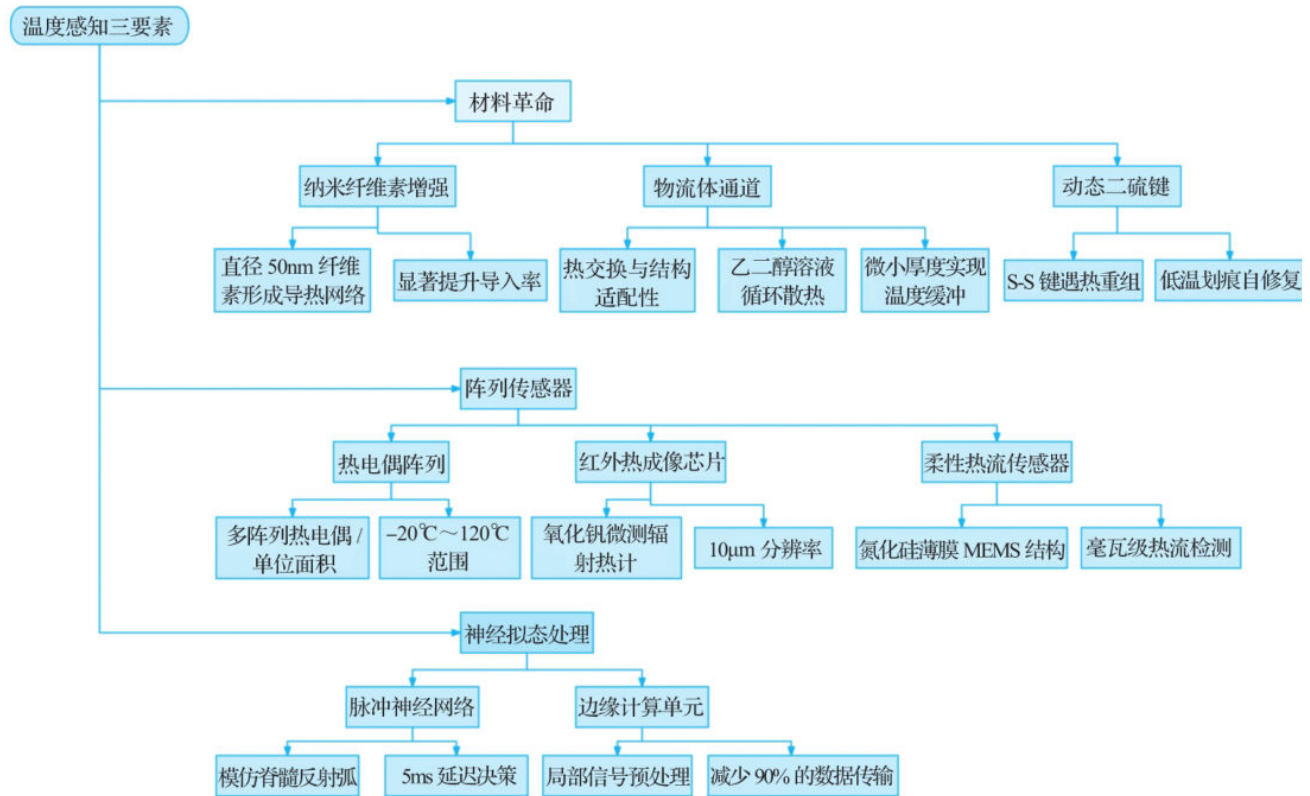 温度感知三要素
材料革命
纳米纤维素增强
物流体通道
动态二硫键
直径 50nm 纤维
素形成导热网络
显著提升导入率
热交换与结构
适配性
乙二醇溶液
循环散热
微小厚度实现
温度缓冲
S-S 键遇热重组
低温划痕自修复
阵列传感器
热电偶阵列
红外热成像芯片
柔性热流传感器
多阵列热电偶 /
单位面积
-20℃～120℃
范围
氧化钒微测辐
射热计
10μm 分辨率
氮化硅薄膜 MEMS 结构
毫瓦级热流检测
神经拟态处理
脉冲神经网络
边缘计算单元
模仿脊髓反射弧
5ms 延迟决策
局部信号预处理
减少 90% 的数据传输